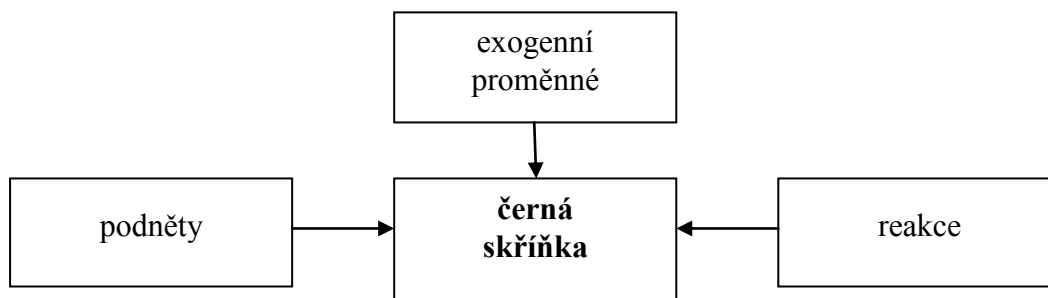 exogenní
proměnné
podněty
černá
skříňka
reakce